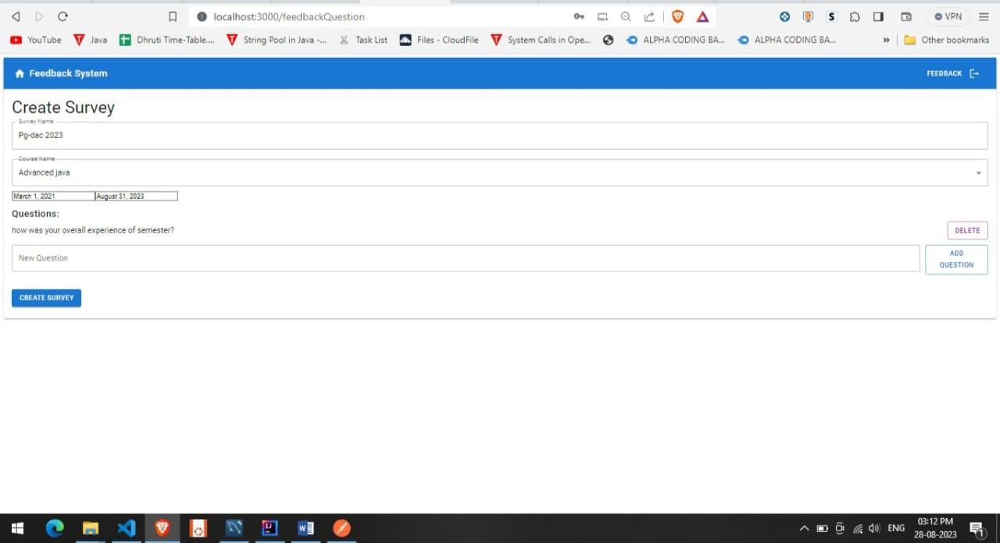 localhost:3000/feedbackQuestion
VPN
YouTube
Java
Dhruti Time-Table....
String Pool in Java -...
Task List
Files - CloudFile
System Calls in Ope...
ALPHA CODING BA...
ALPHA CODING BA...
»
Other bookmarks
Feedback System
FEEDBACK
Create Survey
Survey Name
Pg-dac 2023
Course Name
Advanced java
March 1, 2021
August 31, 2023
Questions:
how was your overall experience of semester?
DELETE
New Question
ADD
QUESTION
CREATE SURVEY
ENG
03:12 PM
28-08-2023
1